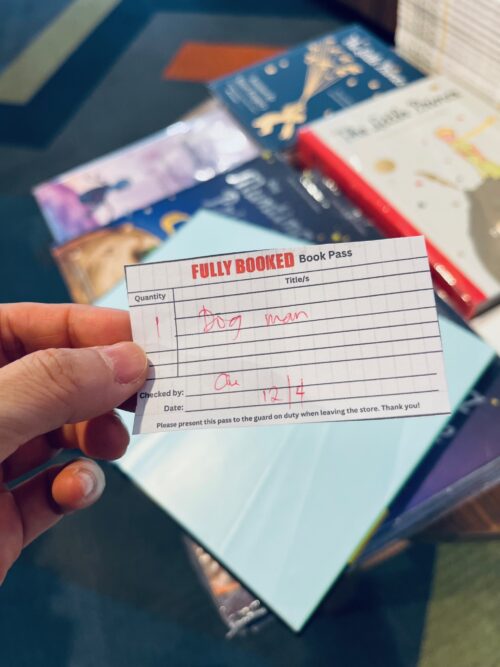 The Little Prince
FULLY BOOKED Book Pass
Quantity
Title/s
1
Dog man
Checked by:
Date: 12/4
Please present this pass to the guard on duty when leaving the store. Thank you!